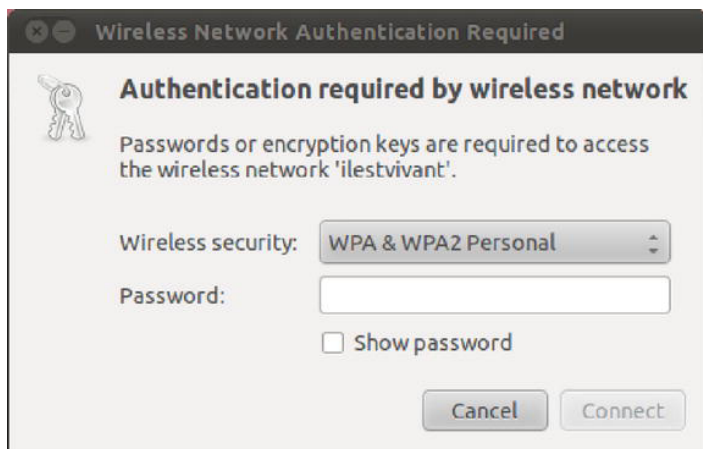 Wireless Network Authentication Required
Authentication required by wireless network
Passwords or encryption keys are required to access
the wireless network 'ilestvivant'.
Wireless security: WPA & WPA2 Personal
Password:
Show password
Cancel Connect